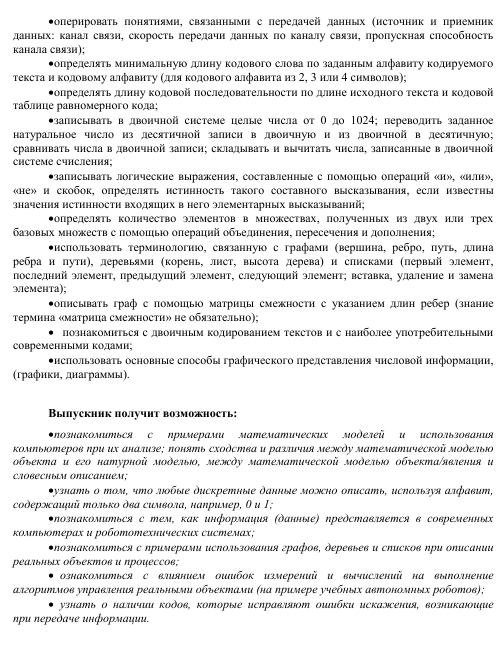 •оперировать понятиями, связанными с передачей данных (источник и приемник
данных: канал связи, скорость передачи данных по каналу связи, пропускная способность
канала связи);
•определять минимальную длину кодового слова по заданным алфавиту кодируемого
текста и кодовому алфавиту (для кодового алфавита из 2, 3 или 4 символов);
•определять длину кодовой последовательности по длине исходного текста и кодовой
таблице равномерного кода;
•записывать в двоичной системе целые числа от 0 до 1024; переводить заданное
натуральное число из десятичной записи в двоичную и из двоичной в десятичную;
сравнивать числа в двоичной записи; складывать и вычитать числа, записанные в двоичной
системе счисления;
•записывать логические выражения, составленные с помощью операций «и», «или»,
«не» и скобок, определять истинность такого составного высказывания, если известны
значения истинности входящих в него элементарных высказываний;
•определять количество элементов в множествах, полученных из двух или трех
базовых множеств с помощью операций объединения, пересечения и дополнения;
•использовать терминологию, связанную с графами (вершина, ребро, путь, длина
ребра и пути), деревьями (корень, лист, высота дерева) и списками (первый элемент,
последний элемент, предыдущий элемент, следующий элемент; вставка, удаление и замена
элемента);
•описывать граф с помощью матрицы смежности с указанием длин ребер (знание
термина «матрица смежности» не обязательно);
• познакомиться с двоичным кодированием текстов и с наиболее употребительными
современными кодами;
•использовать основные способы графического представления числовой информации,
(графики, диаграммы).
Выпускник получит возможность:
•познакомиться с примерами математических моделей и использования
компьютеров при их анализе; понять сходства и различия между математической моделью
объекта и его натурной моделью, между математической моделью объекта/явления и
словесным описанием;
•узнать о том, что любые дискретные данные можно описать, используя алфавит,
содержащий только два символа, например, 0 и 1;
•познакомиться с тем, как информация (данные) представляется в современных
компьютерах и робототехнических системах;
•познакомиться с примерами использования графов, деревьев и списков при описании
реальных объектов и процессов;
• ознакомиться с влиянием ошибок измерений и вычислений на выполнение
алгоритмов управления реальными объектами (на примере учебных автономных роботов);
• узнать о наличии кодов, которые исправляют ошибки искажения, возникающие
при передаче информации.